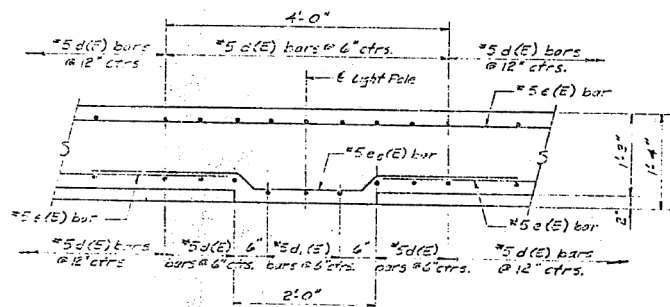 4'-0"
#5 d(E) bars @ 12" ctrs
#5 d(E) bars @ 6" ctrs.
#5 d(E) bars @ 12" ctrs.
℄ Light Pole
#5 e(E) bar
#5 e5(E) bar
1'-3"
1'-4"
2"
#5 e(E) bar
#5 e(E) bar
#5 d(E) bars @ 12" ctrs
#5 d(E) bars @ 6" ctrs.
6"
#5 d1(E) bars @ 6" ctrs.
6"
#5 d(E) bars @ 6" ctrs.
#5 d(E) bars @ 12" ctrs.
2'-0"